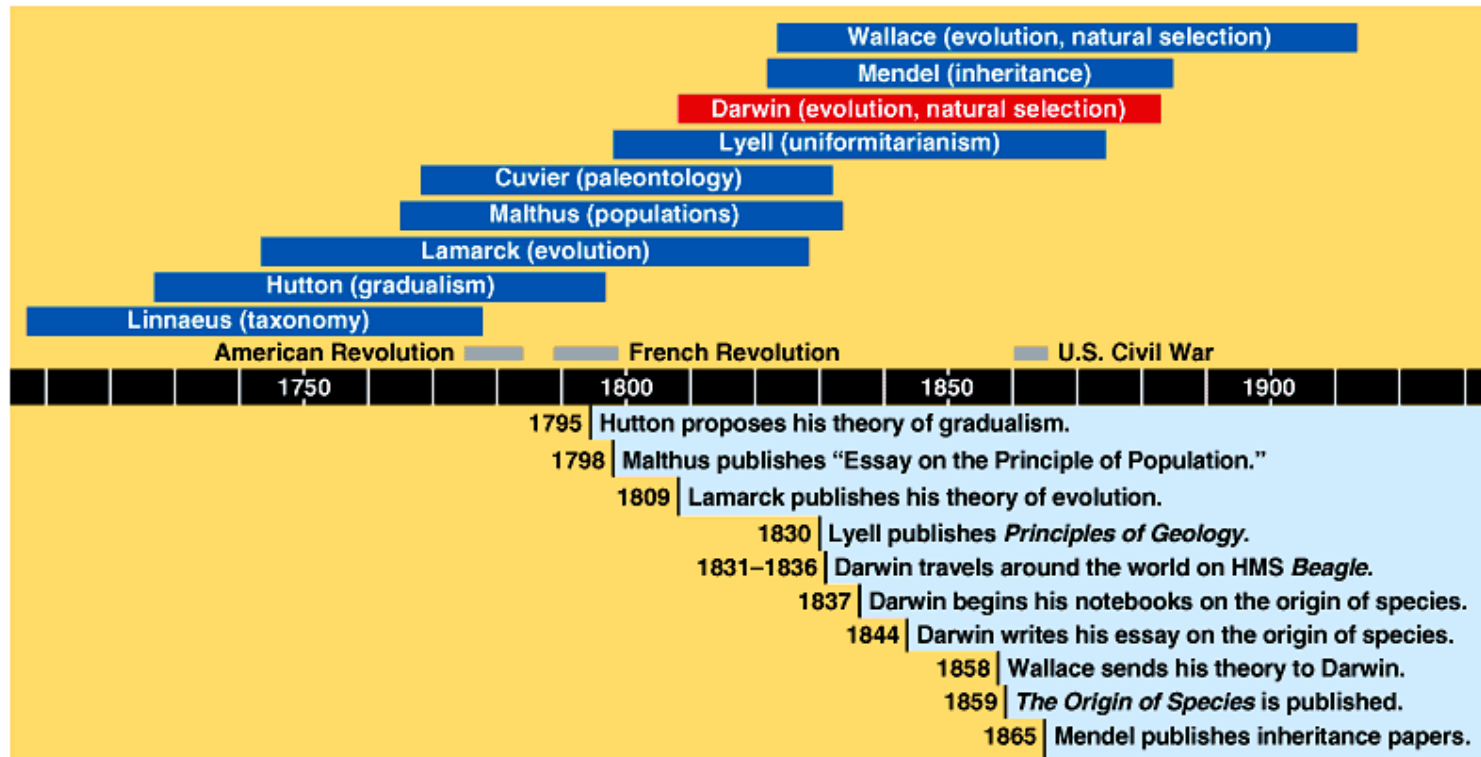 Wallace (evolution, natural selection)
Mendel (inheritance)
Darwin (evolution, natural selection)
Lyell (uniformitarianism)
Cuvier (paleontology)
Malthus (populations)
Lamarck (evolution)
Hutton (gradualism)
Linnaeus (taxonomy)
American Revolution French Revolution U.S. Civil War
1750 1800 1850 1900
1795 Hutton proposes his theory of gradualism.
1798 Malthus publishes “Essay on the Principle of Population.”
1809 Lamarck publishes his theory of evolution.
1830 Lyell publishes Principles of Geology.
1831–1836 Darwin travels around the world on HMS Beagle.
1837 Darwin begins his notebooks on the origin of species.
1844 Darwin writes his essay on the origin of species.
1858 Wallace sends his theory to Darwin.
1859 The Origin of Species is published.
1865 Mendel publishes inheritance papers.